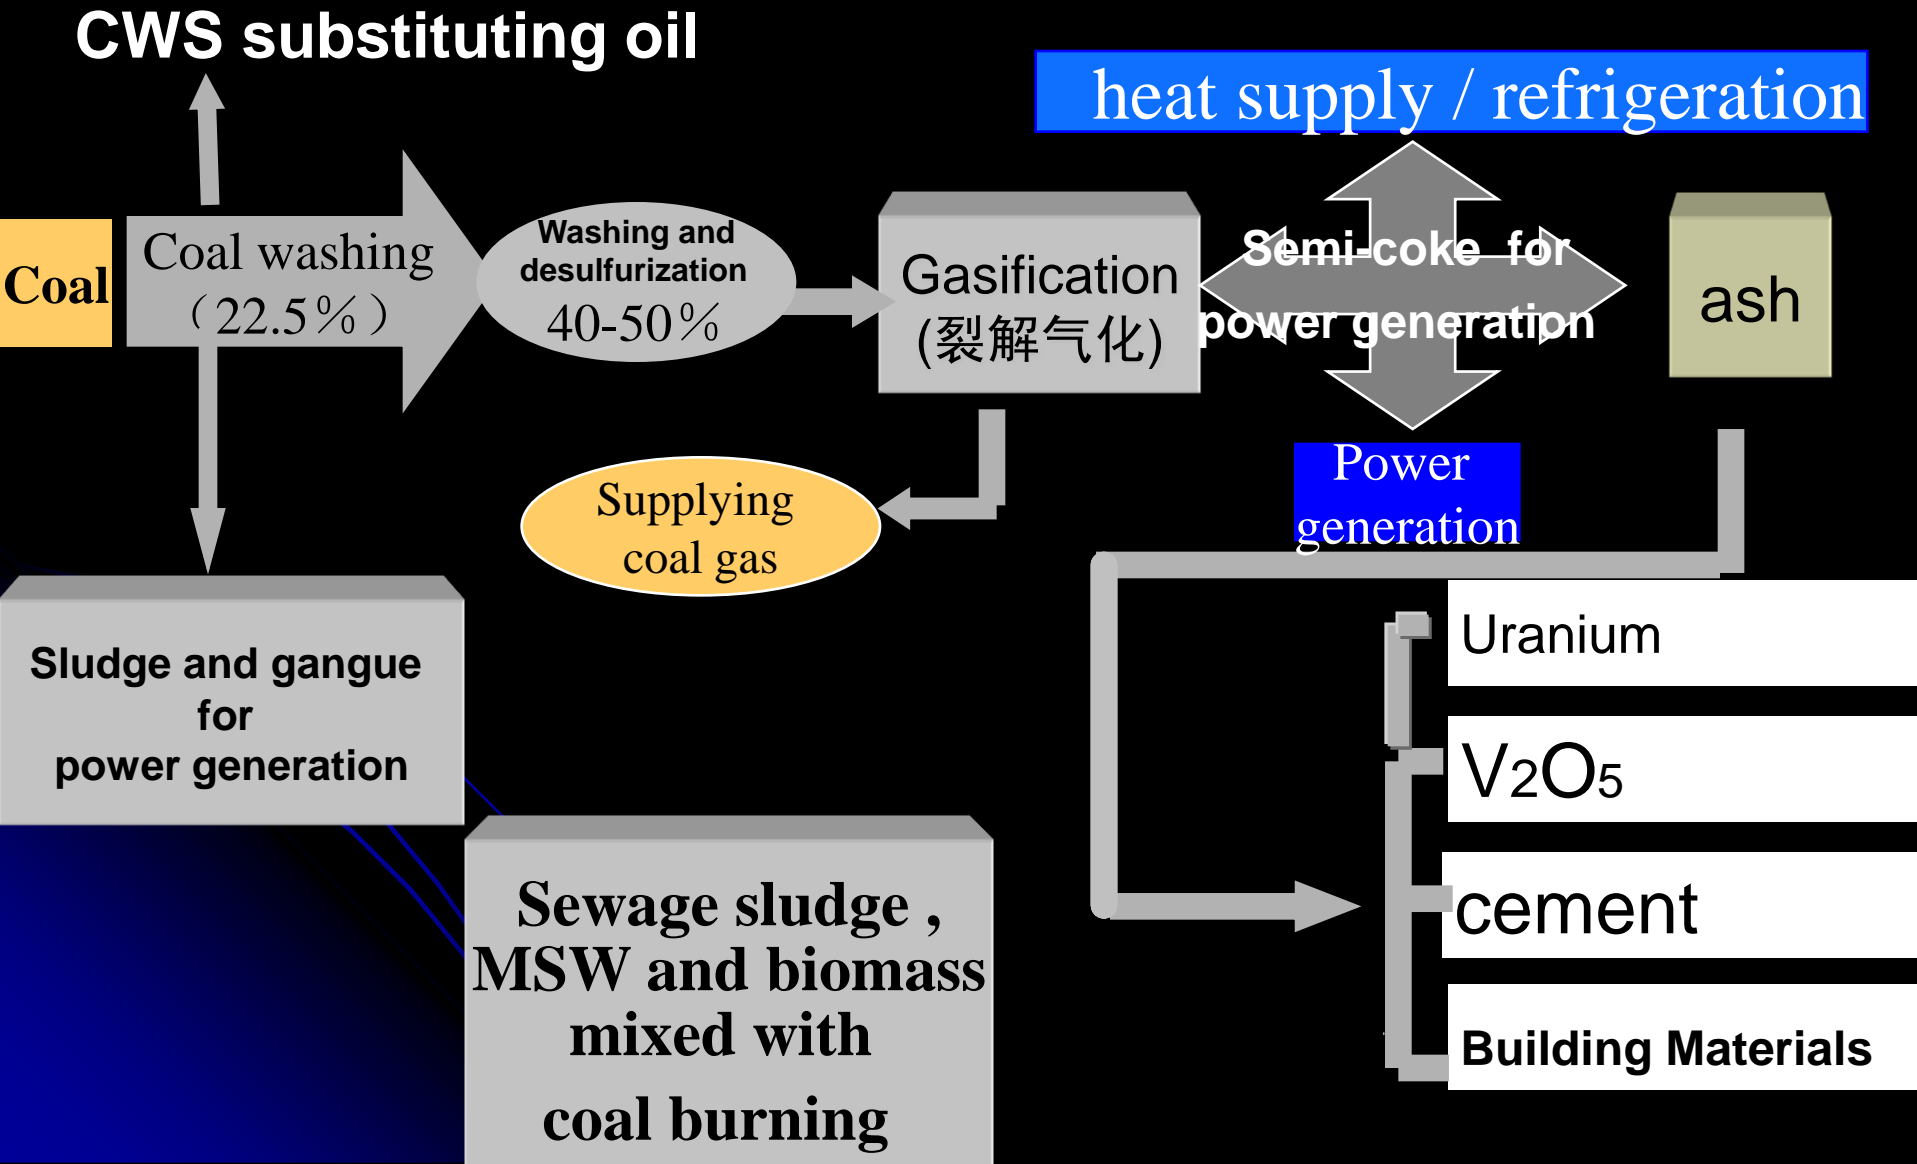 CWS substituting oil
heat supply / refrigeration
Coal
Coal washing
（22.5％）
Washing and
desulfurization
40-50％
Gasification
(裂解气化)
Semi-coke for
power generation
ash
Supplying
coal gas
Power
generation
Sludge and gangue
for
power generation
Uranium
V2O5
cement
Building Materials
Sewage sludge ,
MSW and biomass
mixed with
coal burning